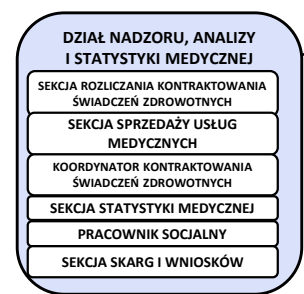 DZIAŁ NADZORU, ANALIZY
I STATYSTYKI MEDYCZNEJ
SEKCJA ROZLICZANIA KONTRAKTOWANIA
ŚWIADCZEŃ ZDROWOTNYCH
SEKCJA SPRZEDAŻY USŁUG
MEDYCZNYCH
KOORDYNATOR KONTRAKTOWANIA
ŚWIADCZEŃ ZDROWOTNYCH
SEKCJA STATYSTYKI MEDYCZNEJ
PRACOWNIK SOCJALNY
SEKCJA SKARG I WNIOSKÓW